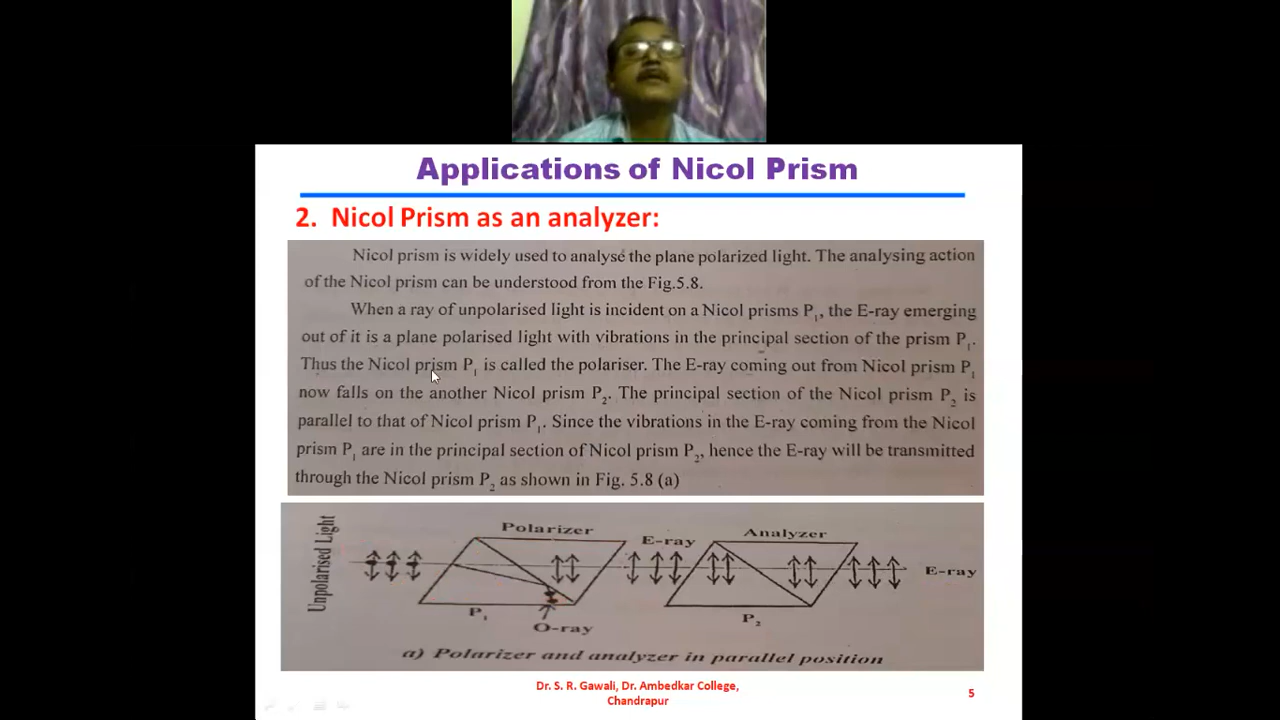 Applications of Nicol Prism
2. Nicol Prism as an analyzer:
Nicol prism is widely used to analyse the plane polarized light. The analysing action
of the Nicol prism can be understood from the Fig.5.8.
When a ray of unpolarised light is incident on a Nicol prisms P₁, the E-ray emerging
out of it is a plane polarised light with vibrations in the principal section of the prism P₁.
Thus the Nicol prism P₁ is called the polariser. The E-ray coming out from Nicol prism P₁
now falls on the another Nicol prism P₂. The principal section of the Nicol prism P₂ is
parallel to that of Nicol prism P₁. Since the vibrations in the E-ray coming from the Nicol
prism P₁ are in the principal section of Nicol prism P₂, hence the E-ray will be transmitted
through the Nicol prism P₂ as shown in Fig. 5.8 (a)
Unpolarised Light
Polarizer
E-ray
Analyzer
E-ray
P₁
O-ray
P₂
a) Polarizer and analyzer in parallel position
Dr. S. R. Gawali, Dr. Ambedkar College,
Chandrapur
5